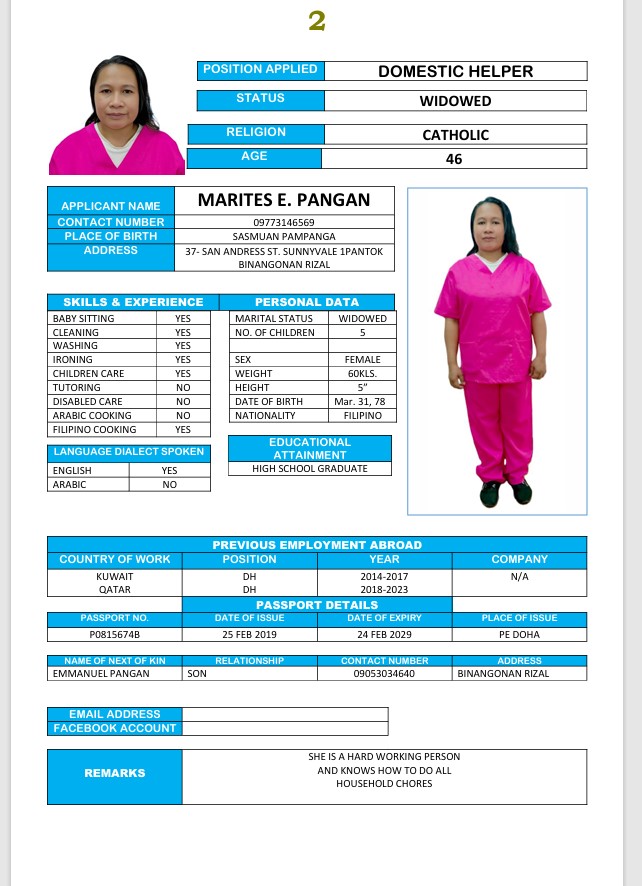 2
POSITION APPLIED DOMESTIC HELPER
STATUS WIDOWED
RELIGION CATHOLIC
AGE 46
APPLICANT NAME MARITES E. PANGAN
CONTACT NUMBER 09773146569
PLACE OF BIRTH SASMUAN PAMPANGA
ADDRESS 37- SAN ANDRESS ST. SUNNYVALE 1PANTOK
BINANGONAN RIZAL
SKILLS & EXPERIENCE PERSONAL DATA
BABY SITTING YES MARITAL STATUS WIDOWED
CLEANING YES NO. OF CHILDREN 5
WASHING YES
IRONING YES SEX FEMALE
CHILDREN CARE YES WEIGHT 60KLS.
TUTORING NO HEIGHT 5”
DISABLED CARE NO DATE OF BIRTH Mar. 31, 78
ARABIC COOKING NO NATIONALITY FILIPINO
FILIPINO COOKING YES
LANGUAGE DIALECT SPOKEN
ENGLISH YES
ARABIC NO
EDUCATIONAL
ATTAINMENT
HIGH SCHOOL GRADUATE
PREVIOUS EMPLOYMENT ABROAD
COUNTRY OF WORK POSITION YEAR COMPANY
KUWAIT DH 2014-2017 N/A
QATAR DH 2018-2023
PASSPORT DETAILS
PASSPORT NO. DATE OF ISSUE DATE OF EXPIRY PLACE OF ISSUE
P0815674B 25 FEB 2019 24 FEB 2029 PE DOHA
NAME OF NEXT OF KIN RELATIONSHIP CONTACT NUMBER ADDRESS
EMMANUEL PANGAN SON 09053034640 BINANGONAN RIZAL
EMAIL ADDRESS
FACEBOOK ACCOUNT
REMARKS
SHE IS A HARD WORKING PERSON
AND KNOWS HOW TO DO ALL
HOUSEHOLD CHORES